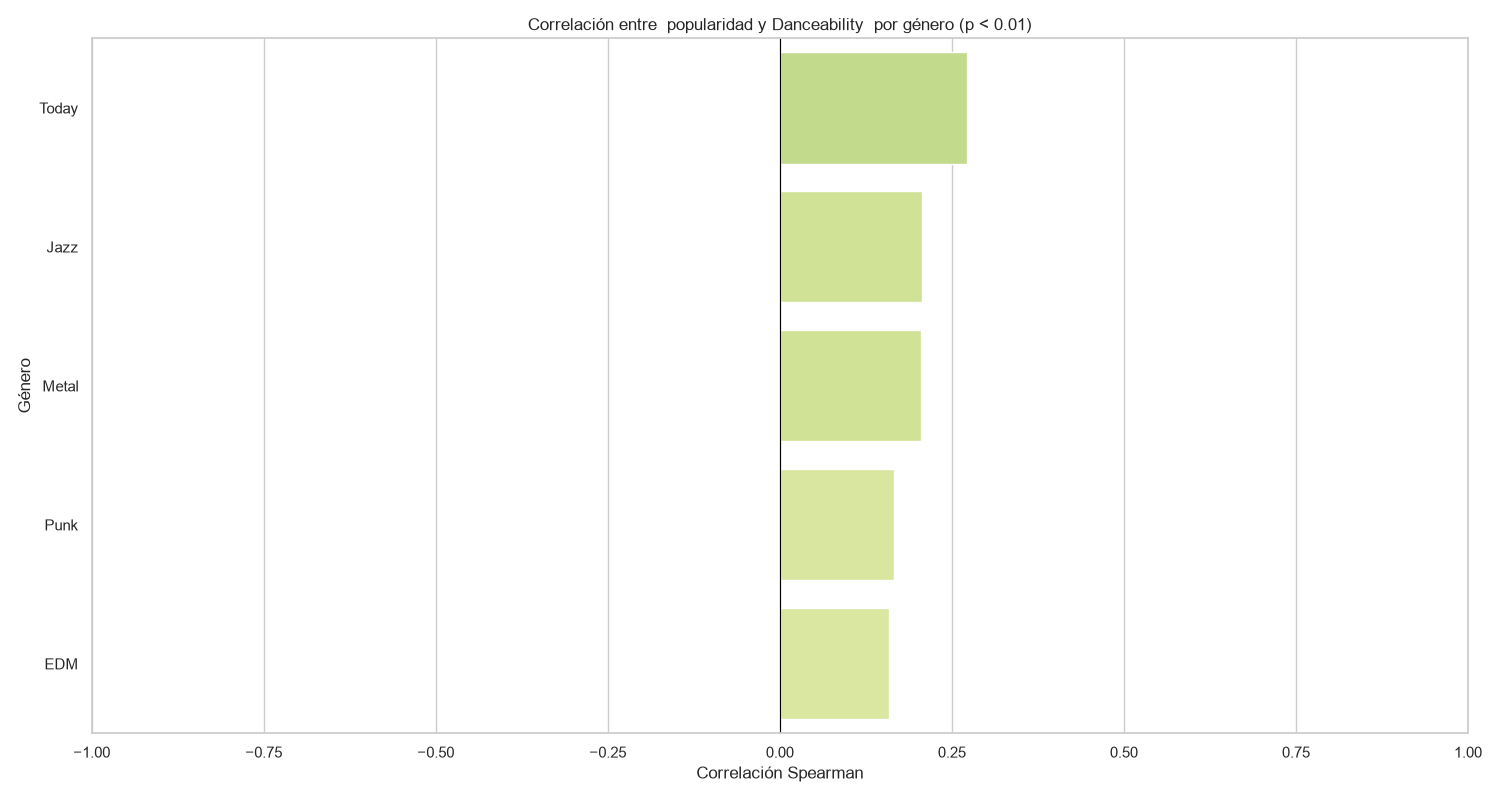 Correlación entre  popularidad y Danceability  por género (p < 0.01)
Género
Today
Jazz
Metal
Punk
EDM
−1.00 −0.75 −0.50 −0.25 0.00 0.25 0.50 0.75 1.00
Correlación Spearman